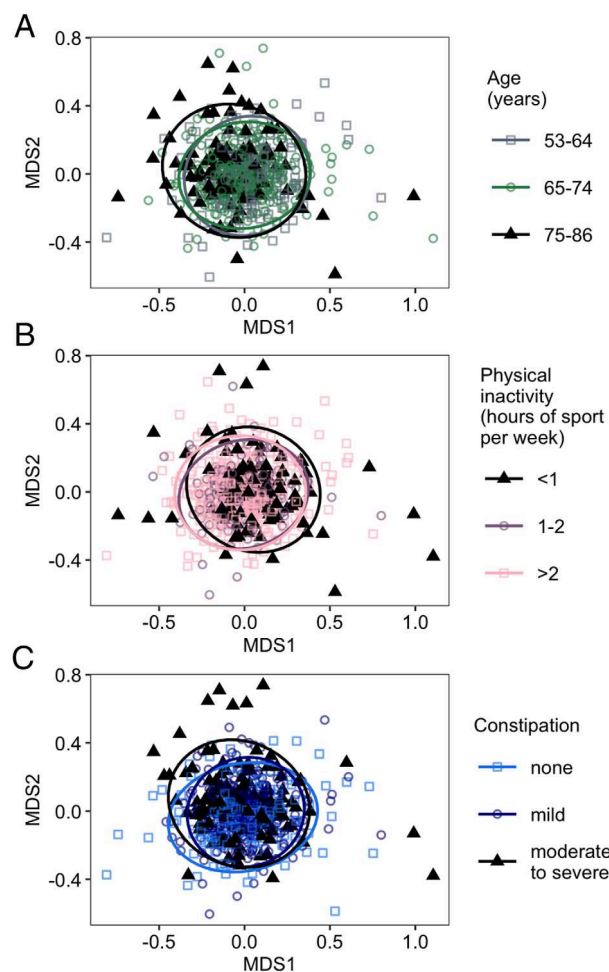 A
0.8
0.4
0.0
-0.4
MDS2
-0.5
0.0
0.5
1.0
MDS1
Age
(years)
53-64
65-74
75-86
B
0.8
0.4
0.0
-0.4
MDS2
-0.5
0.0
0.5
1.0
MDS1
Physical
inactivity
(hours of sport
per week)
<1
1-2
>2
C
0.8
0.4
0.0
-0.4
MDS2
-0.5
0.0
0.5
1.0
MDS1
Constipation
none
mild
moderate
to severe